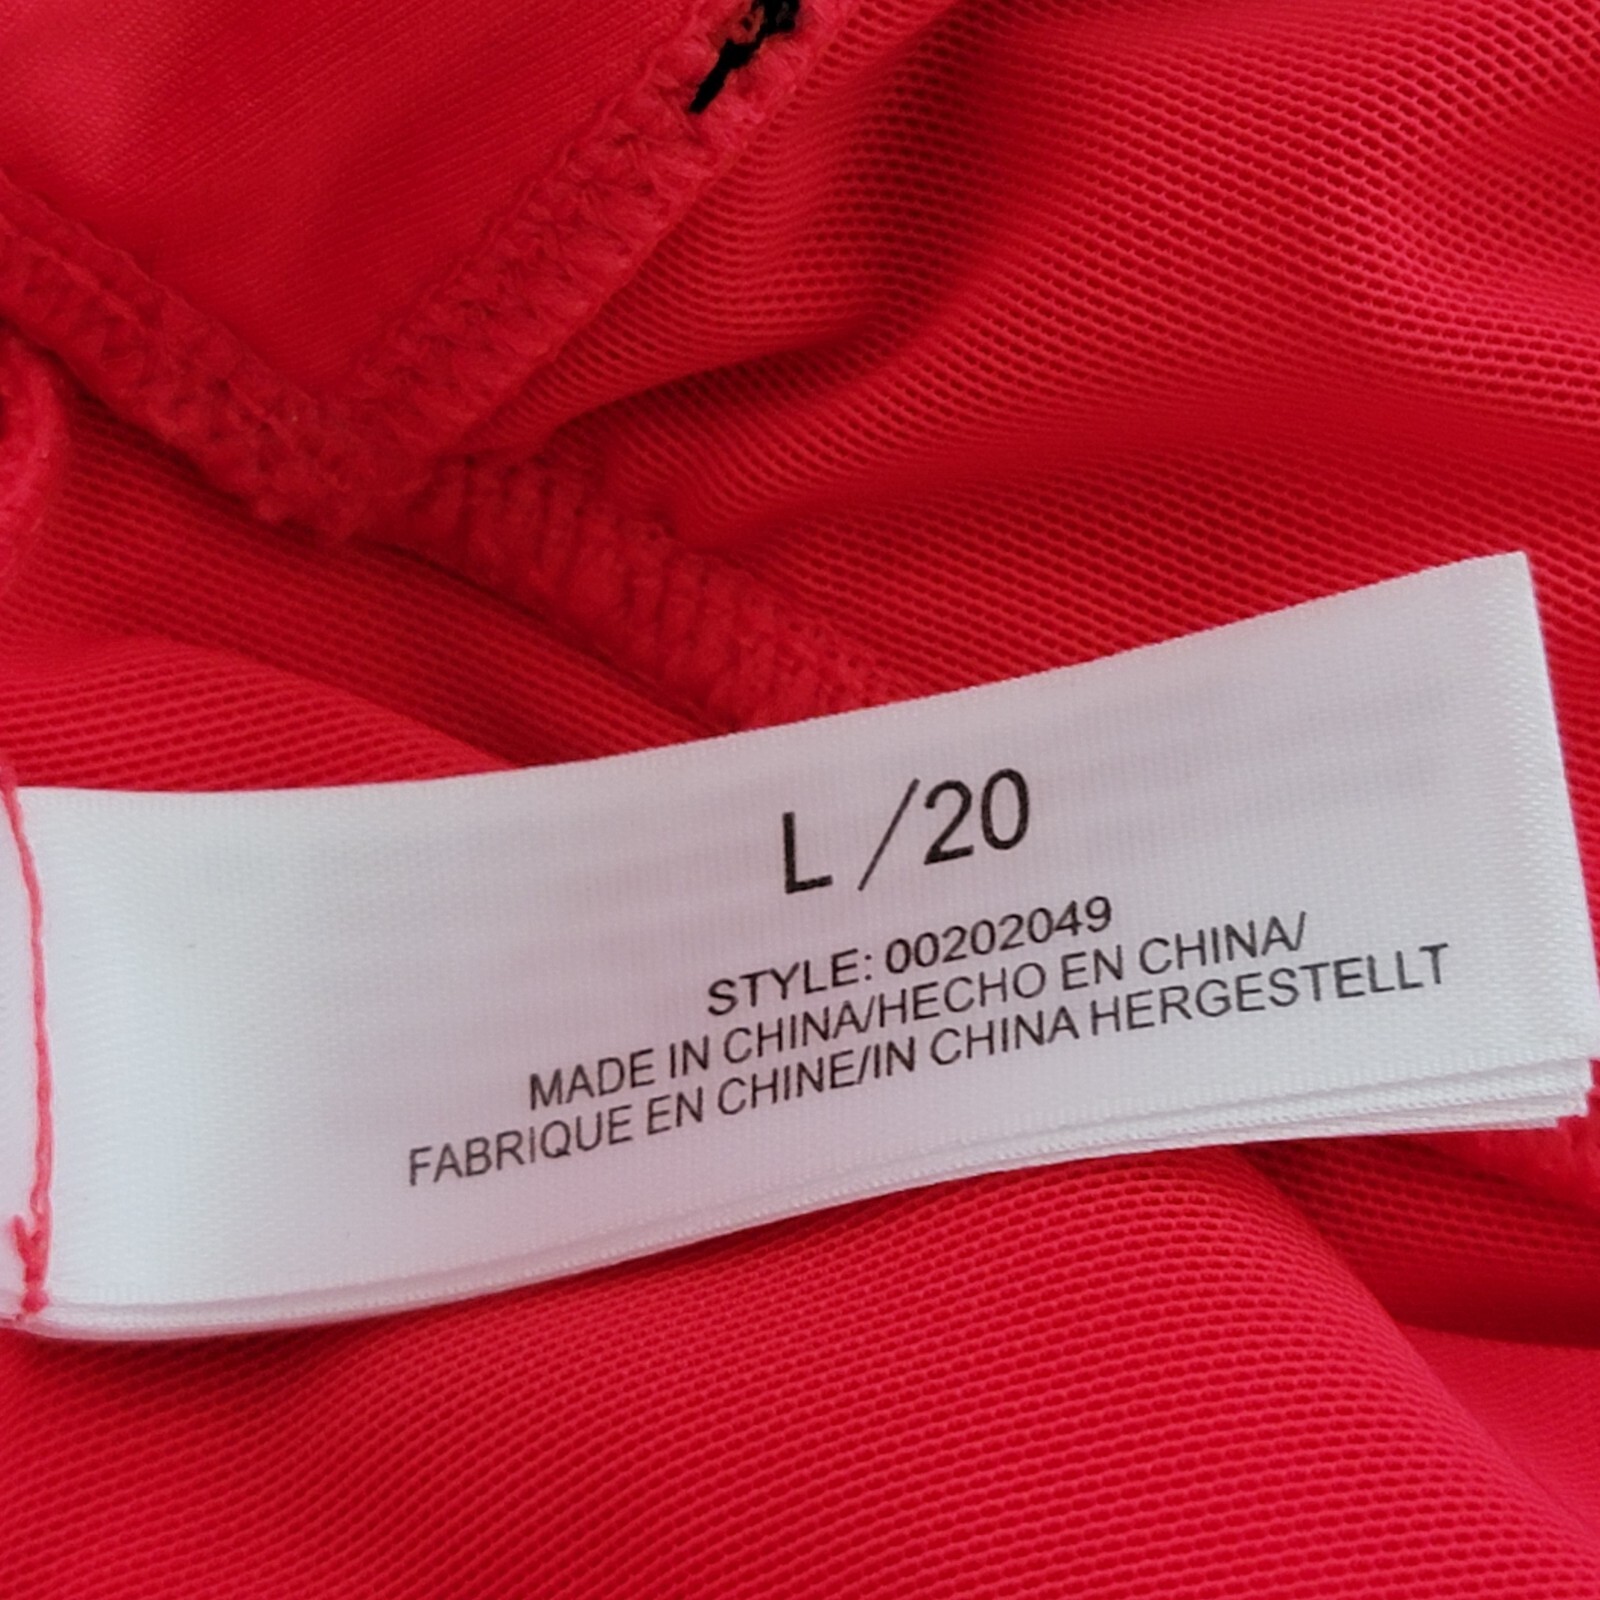 L/20
STYLE: 00202049
MADE IN CHINA/HECHO EN CHINA/
FABRIQUE EN CHINE/IN CHINA HERGESTELLT